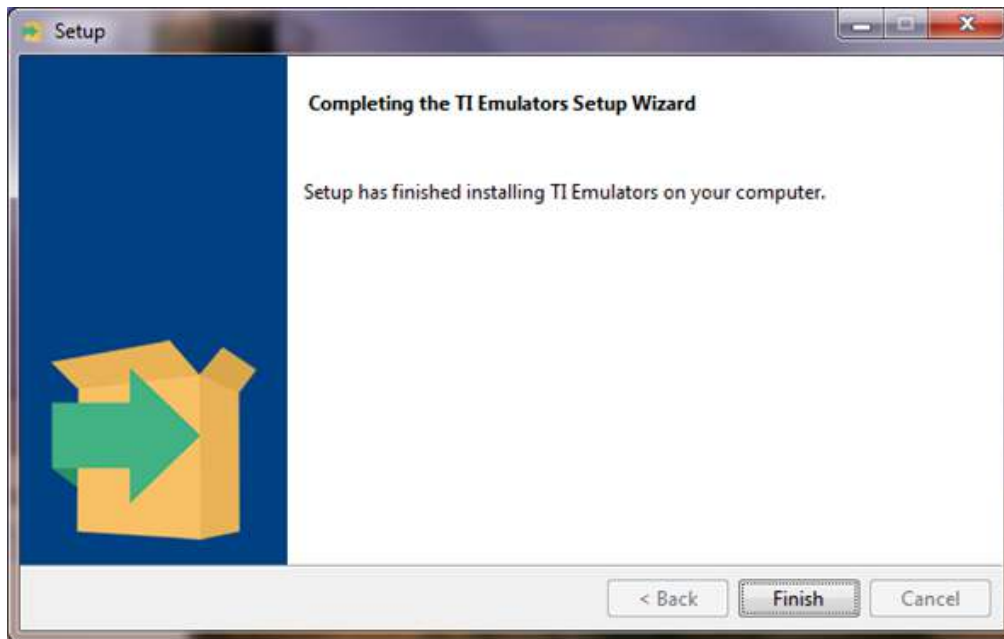 Setup
Completing the TI Emulators Setup Wizard
Setup has finished installing TI Emulators on your computer.
< Back
Finish
Cancel